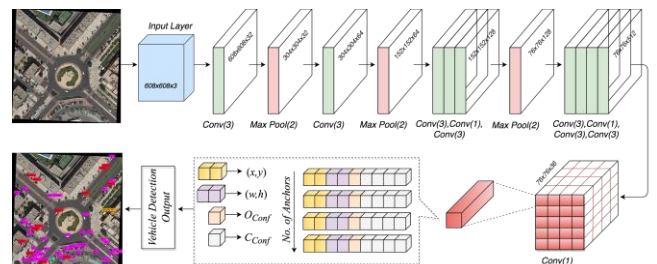 Input Layer
608x608x3
608x608x32
Conv(3)
304x304x32
Max Pool(2)
304x304x64
Conv(3)
152x152x64
Max Pool(2)
152x152x128
Conv(3),Conv(1),
Conv(3)
76x76x128
Max Pool(2)
76x76x512
Conv(3),Conv(1),
Conv(3),Conv(3)
Vehicle Detection
Output
(x,y)
(w,h)
OConf
CConf
No. of Anchors
76x76x36
Conv(1)